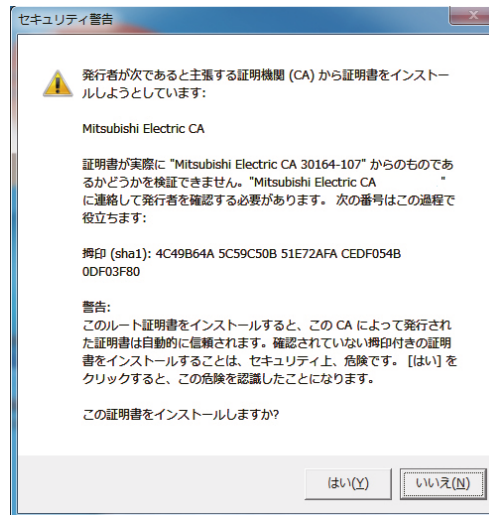 セキュリティ警告
発行者が次であると主張する証明機関 (CA) から証明書をインストー
ルしようとしています:
Mitsubishi Electric CA
証明書が実際に "Mitsubishi Electric CA 30164-107" からのものであ
るかどうかを検証できません。"Mitsubishi Electric CA "
に連絡して発行者を確認する必要があります。 次の番号はこの過程で
役立ちます:
拇印 (sha1): 4C49B64A 5C59C50B 51E72AFA CEDF054B
0DF03F80
警告:
このルート証明書をインストールすると、この CA によって発行され
た証明書は自動的に信頼されます。確認されていない拇印付きの証明
書をインストールすることは、セキュリティ上、危険です。 [はい] を
クリックすると、この危険を認識したことになります。
この証明書をインストールしますか?
はい(Y)
いいえ(N)